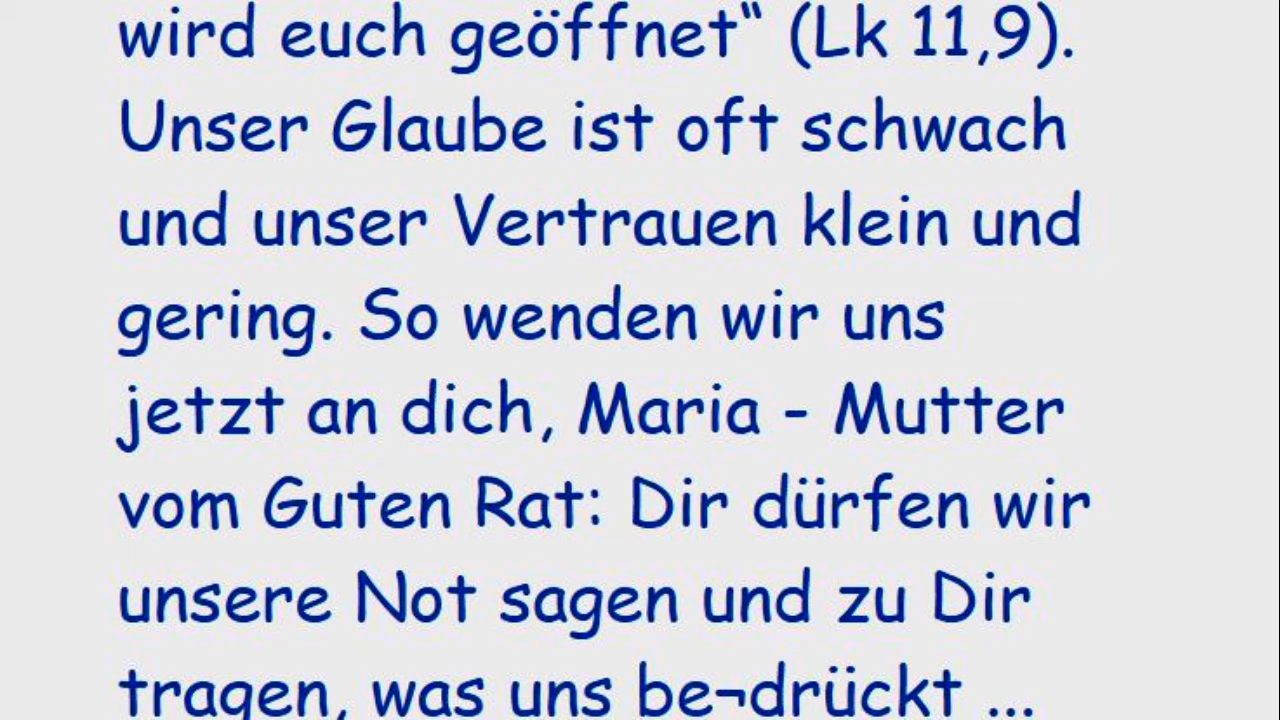 wird euch geöffnet“ (Lk 11,9).
Unser Glaube ist oft schwach
und unser Vertrauen klein und
gering. So wenden wir uns
jetzt an dich, Maria - Mutter
vom Guten Rat: Dir dürfen wir
unsere Not sagen und zu Dir
tragen, was uns be¬drückt ...